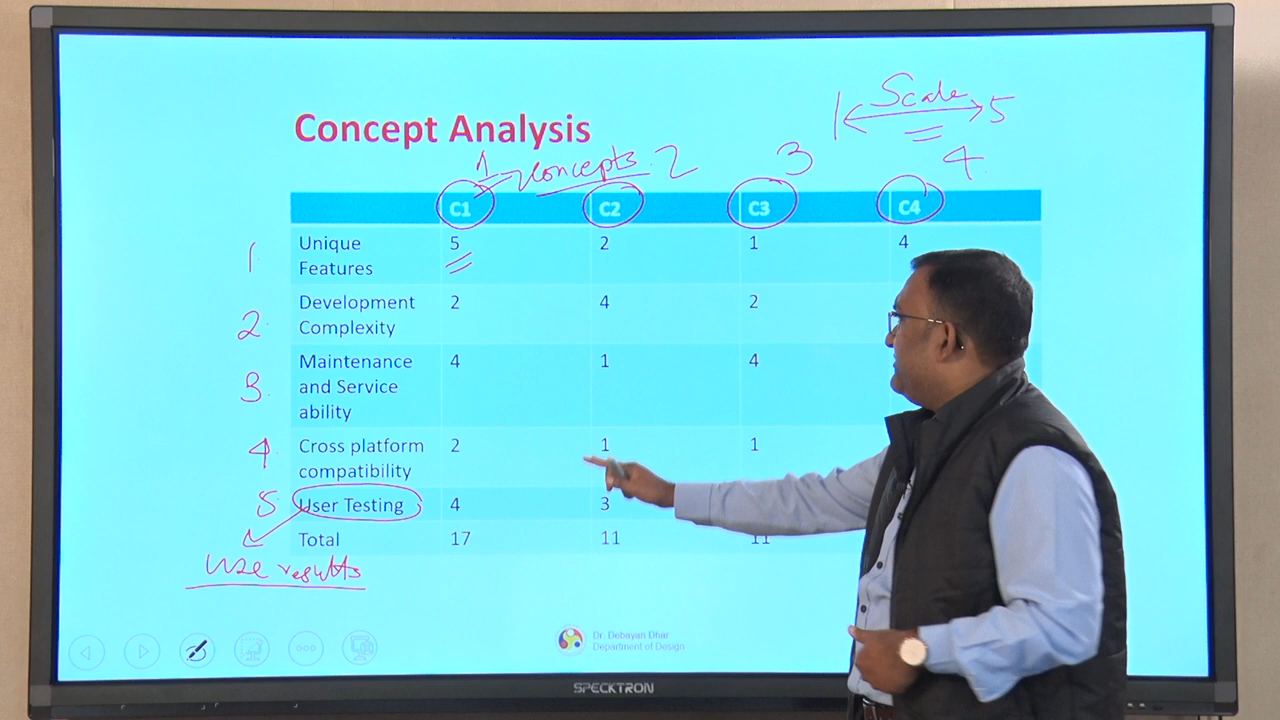 Scale
1 5
Concept Analysis
1 concepts 2 3 4
C1 C2 C3 C4
1. Unique Features 5 2 1 4
2. Development Complexity 2 4 2
3. Maintenance and Service ability 4 1 4
4. Cross platform compatibility 2 1 1
5. User Testing 4 3
Total 17 11 11
use results
Dr. Debayan Dhar
Department of Design
SPECKTRON